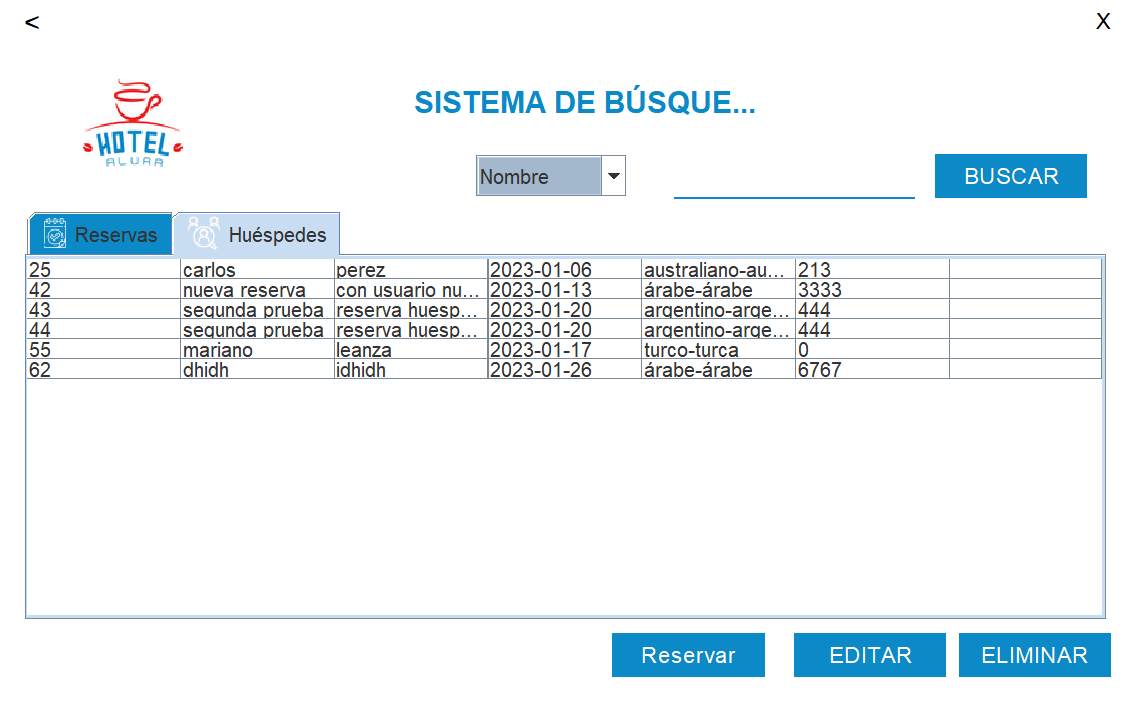 <
X
HOTEL
ALURA
SISTEMA DE BÚSQUE...
Nombre
BUSCAR
Reservas
Huéspedes
25 carlos perez 2023-01-06 australiano-au... 213
42 nueva reserva con usuario nu... 2023-01-13 árabe-árabe 3333
43 segunda prueba reserva huesp... 2023-01-20 argentino-arge... 444
44 segunda prueba reserva huesp... 2023-01-20 argentino-arge... 444
55 mariano leanza 2023-01-17 turco-turca 0
62 dhidh idhidh 2023-01-26 árabe-árabe 6767
Reservar
EDITAR
ELIMINAR